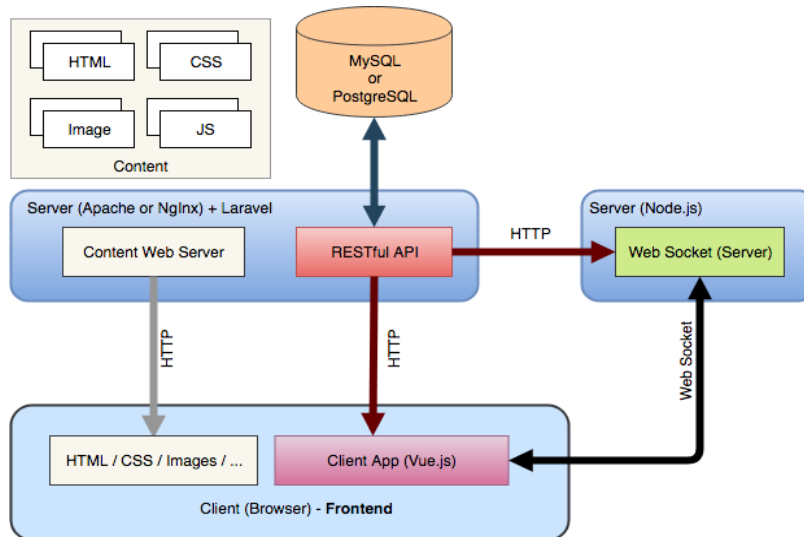 HTML
CSS
Image
JS
Content
MySQL
or
PostgreSQL
Server (Apache or NgInx) + Laravel
Content Web Server
RESTful API
HTTP
Server (Node.js)
Web Socket (Server)
HTTP
HTTP
Web Socket
HTML / CSS / Images / ...
Client App (Vue.js)
Client (Browser) - Frontend